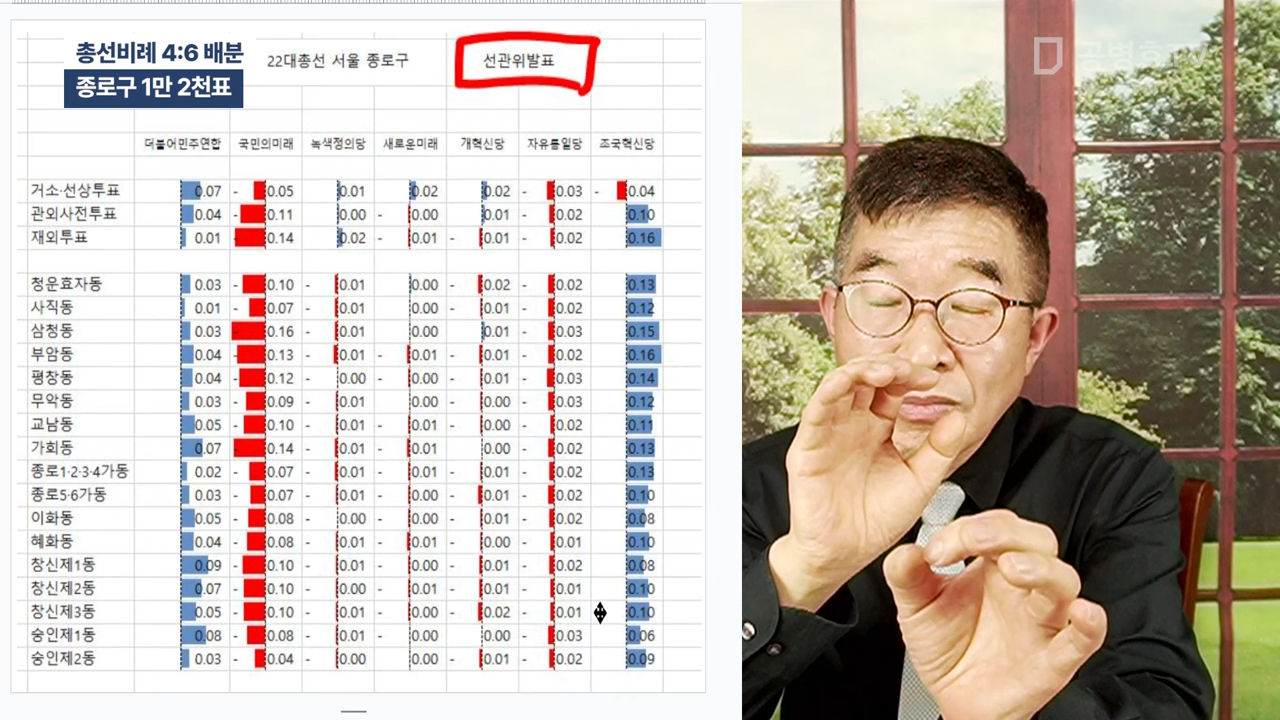 총선비례 4:6 배분
종로구 1만 2천표
22대총선 서울 종로구
선관위발표
공병호TV
더불어민주연합 국민의미래 녹색정의당 새로운미래 개혁신당 자유통일당 조국혁신당
거소·선상투표 0.07 - 0.05 0.01 0.02 0.02 - 0.03 - 0.04
관외사전투표 0.04 - 0.11 0.00 - 0.00 0.01 - 0.02 0.10
재외투표 0.01 - 0.14 0.02 - 0.01 - 0.01 - 0.02 0.16
청운효자동 0.03 - 0.10 - 0.01 0.00 - 0.02 - 0.02 0.13
사직동 0.01 - 0.07 - 0.01 0.00 - 0.01 - 0.02 0.12
삼청동 0.03 - 0.16 - 0.01 0.00 0.01 - 0.03 0.15
부암동 0.04 - 0.13 - 0.01 - 0.01 - 0.01 - 0.02 0.16
평창동 0.04 - 0.12 - 0.00 - 0.00 - 0.01 - 0.03 0.14
무악동 0.03 - 0.09 - 0.01 - 0.00 - 0.00 - 0.03 0.12
교남동 0.05 - 0.10 - 0.01 - 0.00 - 0.01 - 0.02 0.11
가회동 0.07 - 0.14 - 0.01 - 0.01 0.00 - 0.02 0.13
종로1·2·3·4가동 0.02 - 0.07 - 0.01 - 0.00 - 0.01 - 0.02 0.13
종로5·6가동 0.03 - 0.07 - 0.01 - 0.00 - 0.01 - 0.02 0.10
이화동 0.05 - 0.08 - 0.00 - 0.00 - 0.01 - 0.02 0.08
혜화동 0.04 - 0.08 - 0.01 - 0.01 - 0.01 - 0.01 0.10
창신제1동 0.09 - 0.10 - 0.01 - 0.00 - 0.01 - 0.02 0.08
창신제2동 0.07 - 0.10 - 0.00 - 0.00 - 0.01 - 0.01 0.10
창신제3동 0.05 - 0.10 - 0.01 - 0.00 - 0.02 - 0.01 0.10
숭인제1동 0.08 - 0.08 - 0.01 0.00 - 0.00 - 0.03 0.06
숭인제2동 0.03 - 0.04 - 0.00 0.00 - 0.01 - 0.02 0.09